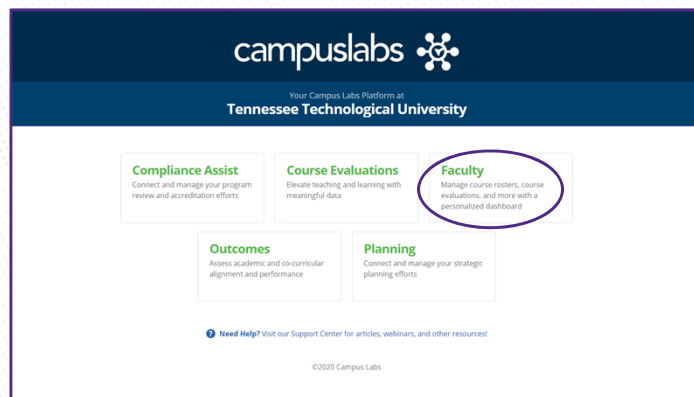 campuslabs
Your Campus Labs Platform at
Tennessee Technological University
Compliance Assist
Connect and manage your program
review and accreditation efforts
Course Evaluations
Elevate teaching and learning with
meaningful data
Faculty
Manage course rosters, course
evaluations, and more with a
personalized dashboard
Outcomes
Assess academic and co-curricular
alignment and performance
Planning
Connect and manage your strategic
planning efforts
? Need Help? Visit our Support Center for articles, webinars, and other resources!
©2020 Campus Labs